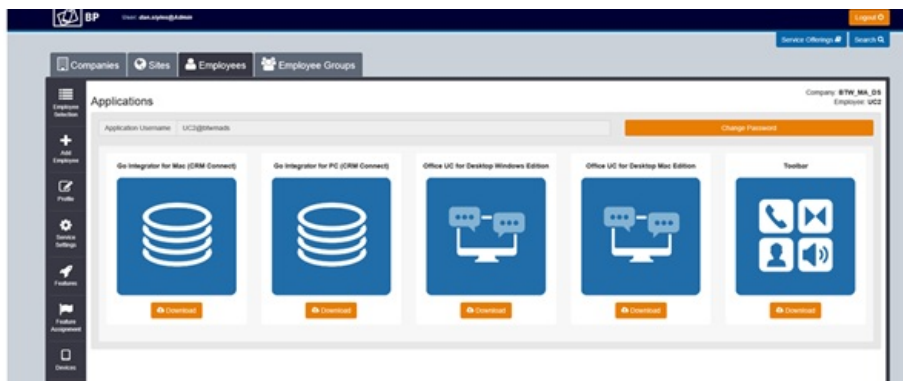 BP User: dan.styles@Admin Logout
Service Offerings Search
Companies Sites Employees Employee Groups
Company: BTW_MA_DS
Employee: UC2
Employee Selection
Add Employee
Profile
Service Settings
Features
Feature Assignment
Devices
Applications
Application Username UC2@btwmads Change Password
Go Integrator for Mac (CRM Connect) Go Integrator for PC (CRM Connect) Office UC for Desktop Windows Edition Office UC for Desktop Mac Edition Toolbar
Download Download Download Download Download